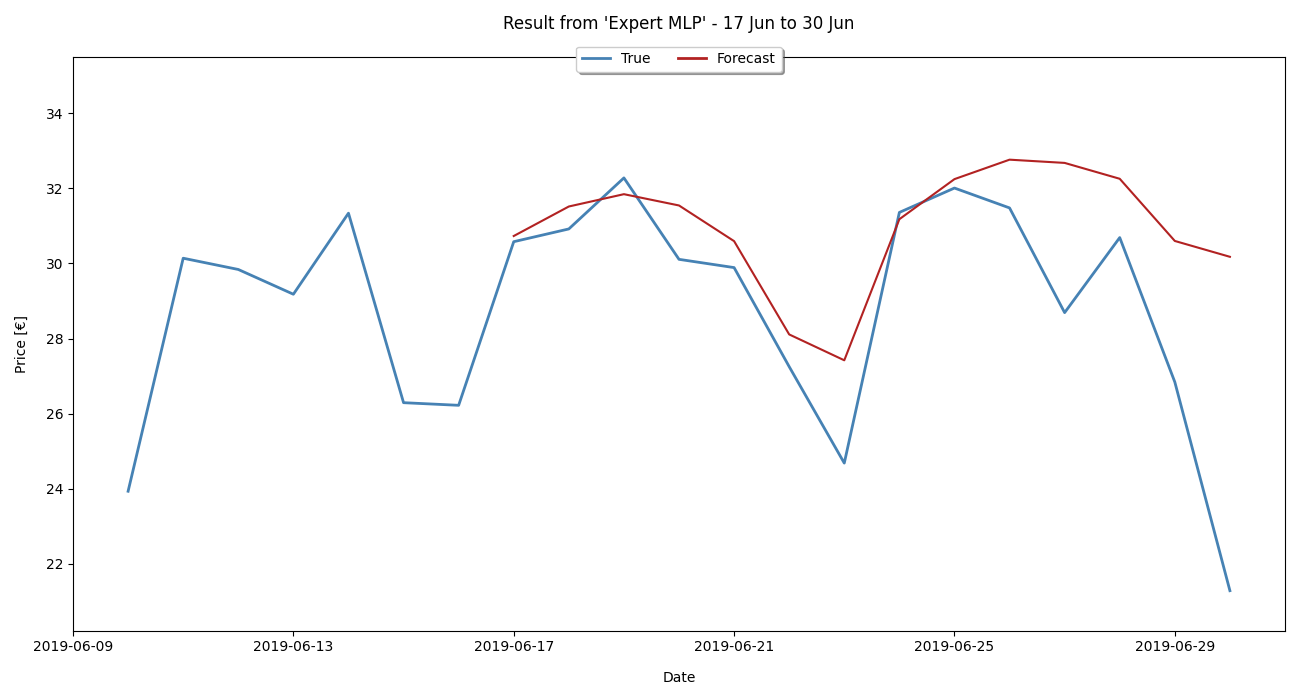 Result from 'Expert MLP' - 17 Jun to 30 Jun
True Forecast
34
32
30
28
26
24
22
Price [€]
2019-06-09 2019-06-13 2019-06-17 2019-06-21 2019-06-25 2019-06-29
Date